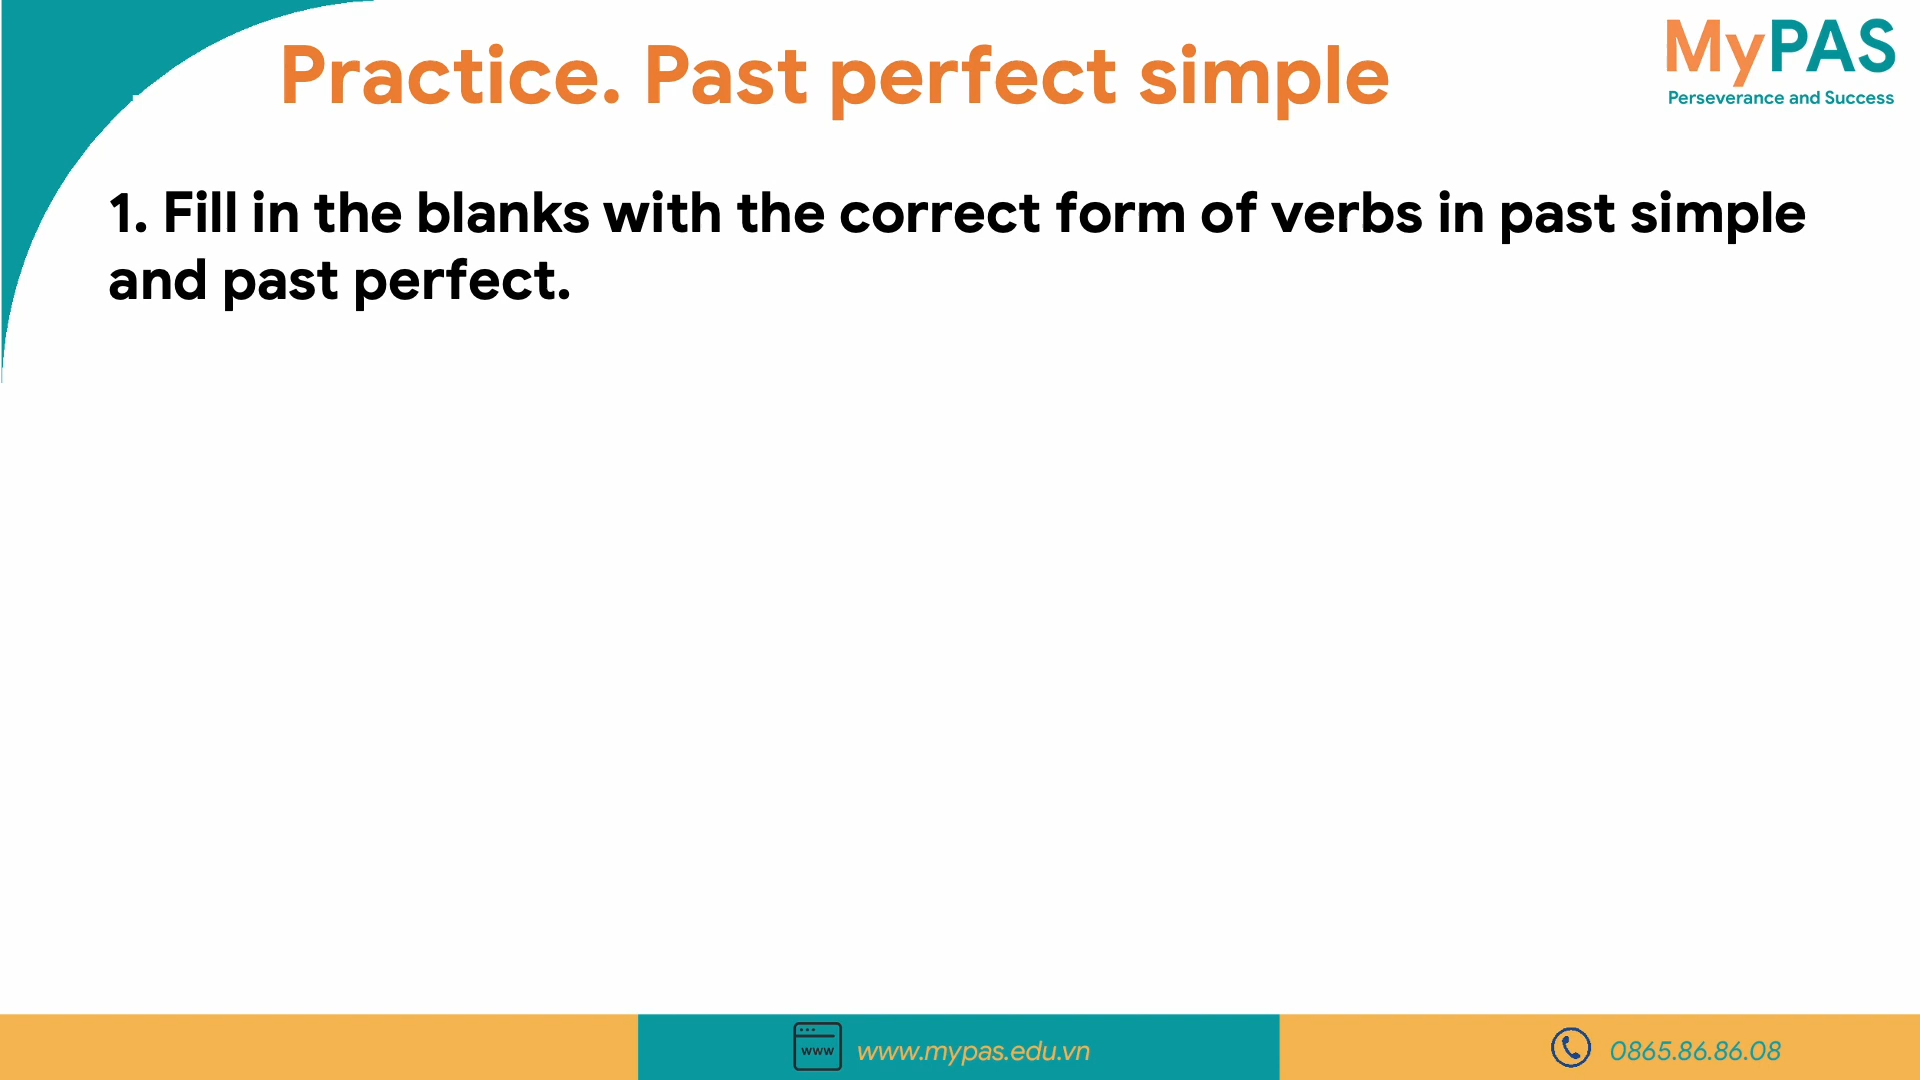 Practice. Past perfect simple
MyPAS
Perseverance and Success
1. Fill in the blanks with the correct form of verbs in past simple
and past perfect.
www
www.mypas.edu.vn
0865.86.86.08